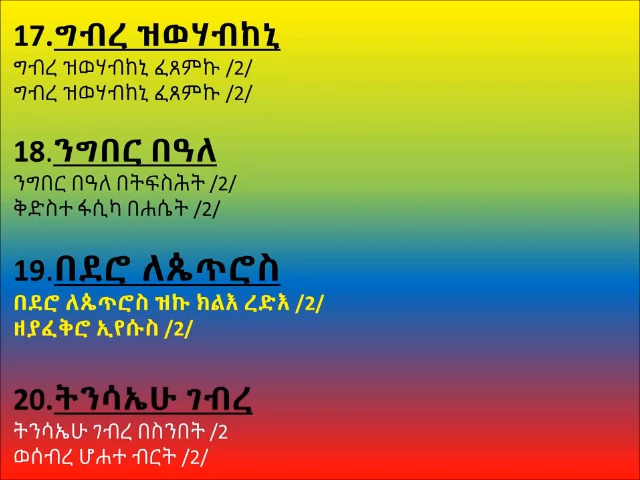 17.ግብረ ዝወሃብከኒ
ግብረ ዝወሃብከኒ ፈጸምኩ /2/
ግብረ ዝወሃብከኒ ፈጸምኩ /2/
18.ንግበር በዓለ
ንግበር በዓለ በትፍስሕት /2/
ቅድስተ ፋሲካ በሐሴት /2/
19.በደሮ ለጴጥሮስ
በደሮ ለጴጥሮስ ዝኩ ክልእ ረድእ /2/
ዘያፈቅሮ ኢየሱስ /2/
20.ትንሳኤሁ ገብረ
ትንሳኤሁ ገብረ በስንበት /2
ወሰብረ ሆሐተ ብርት /2/